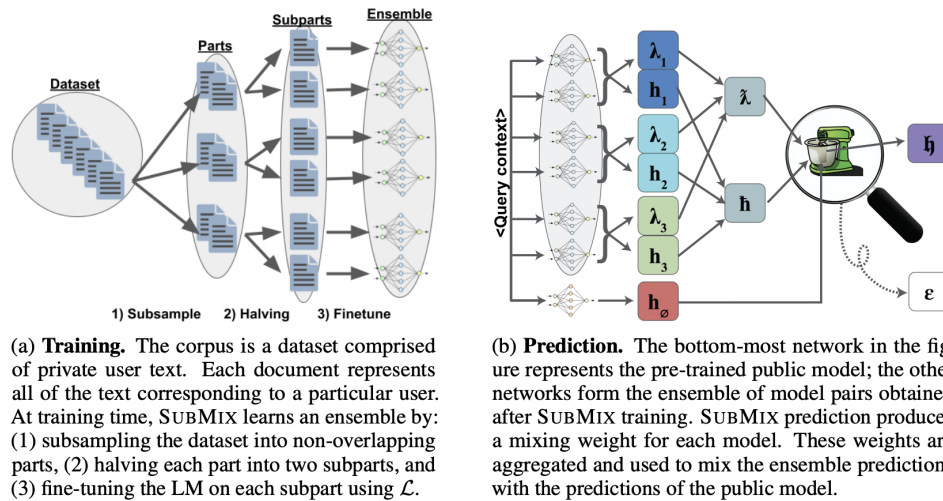 Ensemble
Subparts
Parts
Dataset
1) Subsample 2) Halving 3) Finetune
(a) Training. The corpus is a dataset comprised
of private user text. Each document represents
all of the text corresponding to a particular user.
At training time, SUBMIX learns an ensemble by:
(1) subsampling the dataset into non-overlapping
parts, (2) halving each part into two subparts, and
(3) fine-tuning the LM on each subpart using ℒ.
<Query context>
λ₁
h₁
λ₂
h₂
λ₃
h₃
h∅
λ̃
ħ
𝖍
ε
(b) Prediction. The bottom-most network in the fig
ure represents the pre-trained public model; the othe
networks form the ensemble of model pairs obtaine
after SUBMIX training. SUBMIX prediction produce
a mixing weight for each model. These weights ar
aggregated and used to mix the ensemble prediction
with the predictions of the public model.